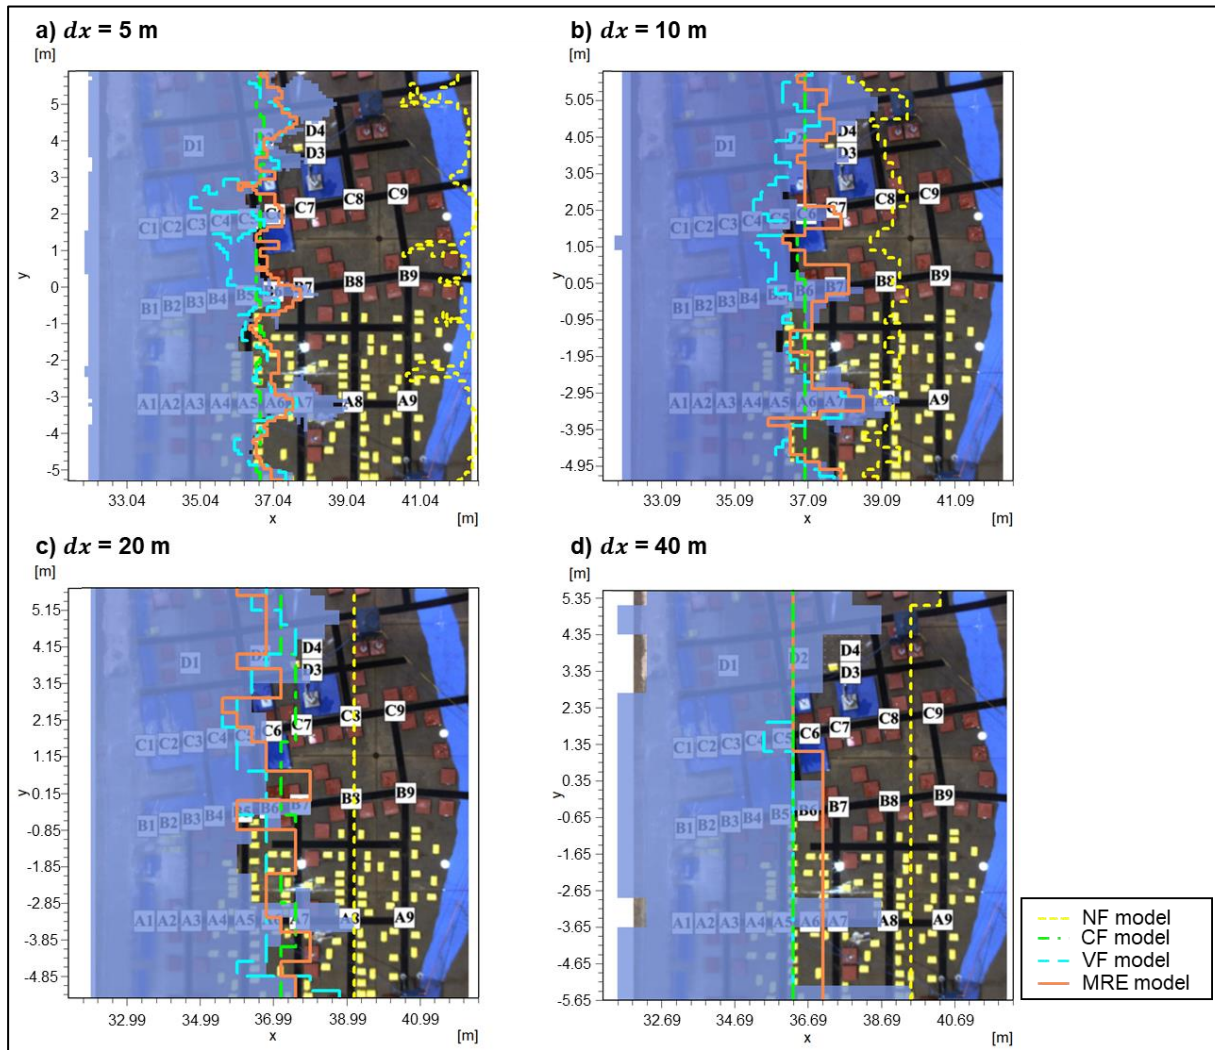 a) dx = 5 m
[m]
5
4
3
2
1
0
-1
-2
-3
-4
-5
y
33.04 35.04 37.04 39.04 41.04
x [m]
D4
D1 D3
C1 C2 C3 C4 C5 C7 C8 C9
B1 B2 B3 B4 B5 B7 B8 B9
A1 A2 A3 A4 A5 A6 A7 A8 A9
b) dx = 10 m
[m]
5.05
4.05
3.05
2.05
1.05
0.05
-0.95
-1.95
-2.95
-3.95
-4.95
y
33.09 35.09 37.09 39.09 41.09
x [m]
D4
D1 D3
C1 C2 C3 C4 C5 C6 C7 C8 C9
B1 B2 B3 B4 B6 B7 B8 B9
A1 A2 A3 A4 A5 A6 A7 A9
c) dx = 20 m
[m]
5.15
4.15
3.15
2.15
1.15
0.15
-0.85
-1.85
-2.85
-3.85
-4.85
y
32.99 34.99 36.99 38.99 40.99
x [m]
D4
D1 D3
C1 C2 C3 C4 C6 C7 C9
B1 B2 B3 B4 B5 B6 B7 B8 B9
A1 A2 A3 A4 A5 A6 A7 A9
d) dx = 40 m
[m]
5.35
4.35
3.35
2.35
1.35
0.35
-0.65
-1.65
-2.65
-3.65
-4.65
-5.65
y
32.69 34.69 36.69 38.69 40.69
x [m]
D4
D1 D2 D3
C1 C2 C3 C4 C5 C6 C7 C8 C9
B1 B2 B3 B4 B5 B6 B7 B8 B9
A1 A2 A3 A4 A5 A6 A7 A8 A9
NF model
CF model
VF model
MRE model